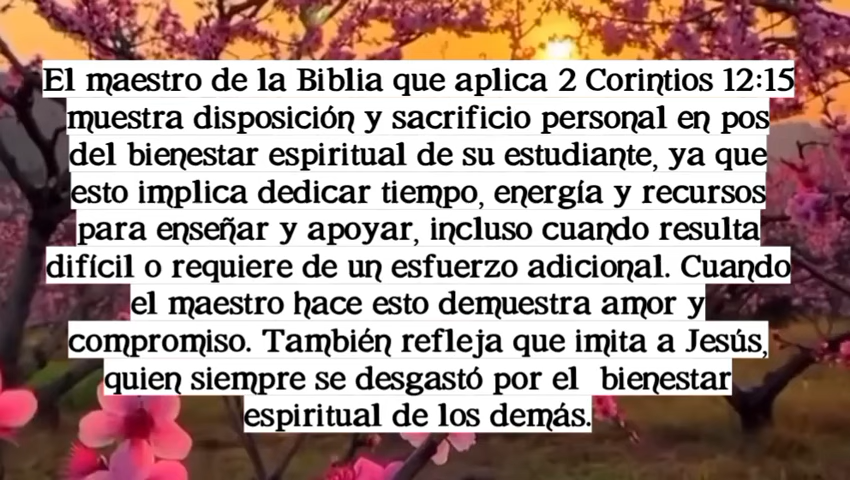 El maestro de la Biblia que aplica 2 Corintios 12:15
muestra disposición y sacrificio personal en pos
del bienestar espiritual de su estudiante, ya que
esto implica dedicar tiempo, energía y recursos
para enseñar y apoyar, incluso cuando resulta
difícil o requiere de un esfuerzo adicional. Cuando
el maestro hace esto demuestra amor y
compromiso. También refleja que imita a Jesús,
quien siempre se desgastó por el  bienestar
espiritual de los demás.